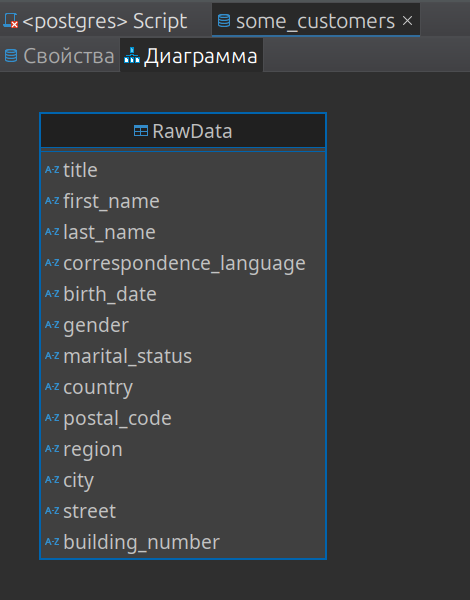 <postgres> Script some_customers
Свойства Диаграмма
RawData
A-Z title
A-Z first_name
A-Z last_name
A-Z correspondence_language
A-Z birth_date
A-Z gender
A-Z marital_status
A-Z country
A-Z postal_code
A-Z region
A-Z city
A-Z street
A-Z building_number